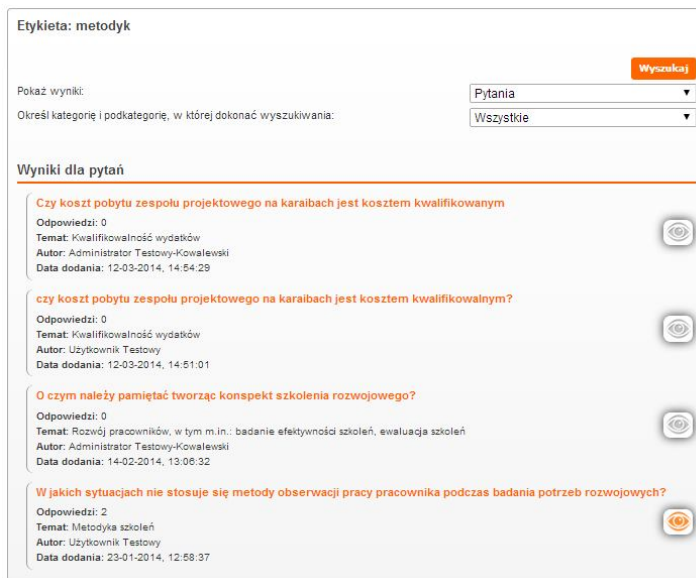 Etykieta: metodyk
Wyszukaj
Pokaż wyniki:
Pytania
Określ kategorię i podkategorię, w której dokonać wyszukiwania:
Wszystkie
Wyniki dla pytań
Czy koszt pobytu zespołu projektowego na karaibach jest kosztem kwalifikowanym
Odpowiedzi: 0
Temat: Kwalifikowalność wydatków
Autor: Administrator Testowy-Kowalewski
Data dodania: 12-03-2014, 14:54:29
czy koszt pobytu zespołu projektowego na karaibach jest kosztem kwalifikowalnym?
Odpowiedzi: 0
Temat: Kwalifikowalność wydatków
Autor: Użytkownik Testowy
Data dodania: 12-03-2014, 14:51:01
O czym należy pamiętać tworząc konspekt szkolenia rozwojowego?
Odpowiedzi: 0
Temat: Rozwój pracowników, w tym m.in.: badanie efektywności szkoleń, ewaluacja szkoleń
Autor: Administrator Testowy-Kowalewski
Data dodania: 14-02-2014, 13:06:32
W jakich sytuacjach nie stosuje się metody obserwacji pracy pracownika podczas badania potrzeb rozwojowych?
Odpowiedzi: 2
Temat: Metodyka szkoleń
Autor: Użytkownik Testowy
Data dodania: 23-01-2014, 12:58:37